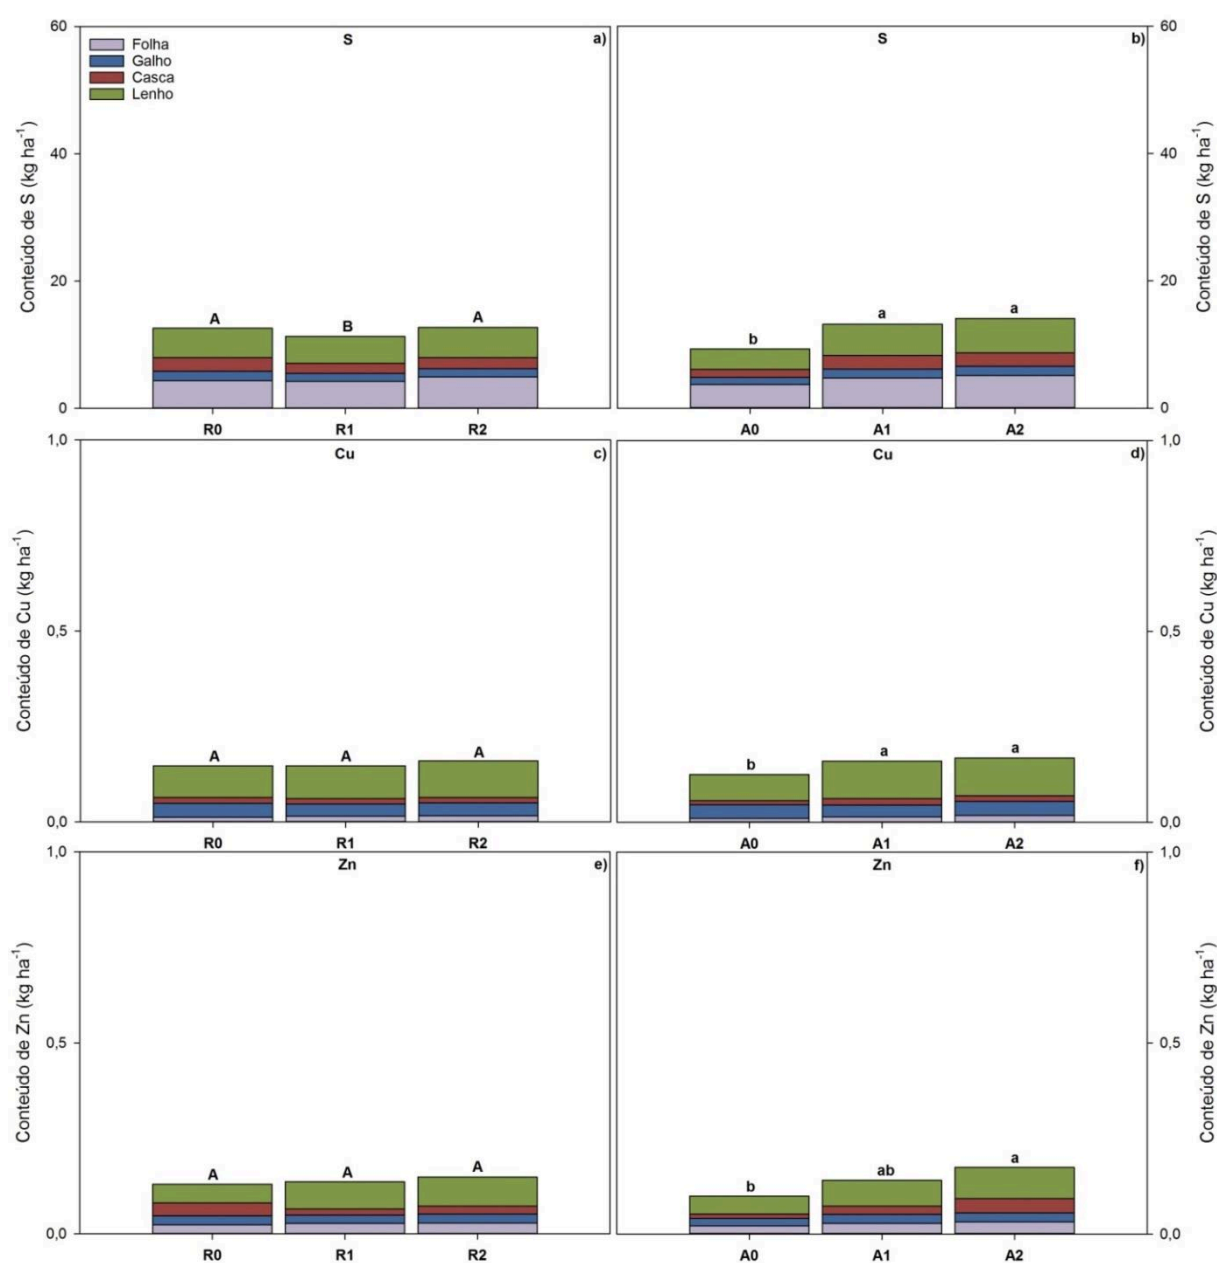 60
S
a)
Folha
Galho
Casca
Lenho
40
20
0
Conteúdo de S (kg ha⁻¹)
A
B
A
R0
R1
R2
S
b)
60
40
20
0
Conteúdo de S (kg ha⁻¹)
b
a
a
A0
A1
A2
1,0
Cu
c)
0,5
0,0
Conteúdo de Cu (kg ha⁻¹)
A
A
A
R0
R1
R2
Cu
d)
1,0
0,5
0,0
Conteúdo de Cu (kg ha⁻¹)
b
a
a
A0
A1
A2
1,0
Zn
e)
0,5
0,0
Conteúdo de Zn (kg ha⁻¹)
A
A
A
R0
R1
R2
Zn
f)
1,0
0,5
0,0
Conteúdo de Zn (kg ha⁻¹)
b
ab
a
A0
A1
A2